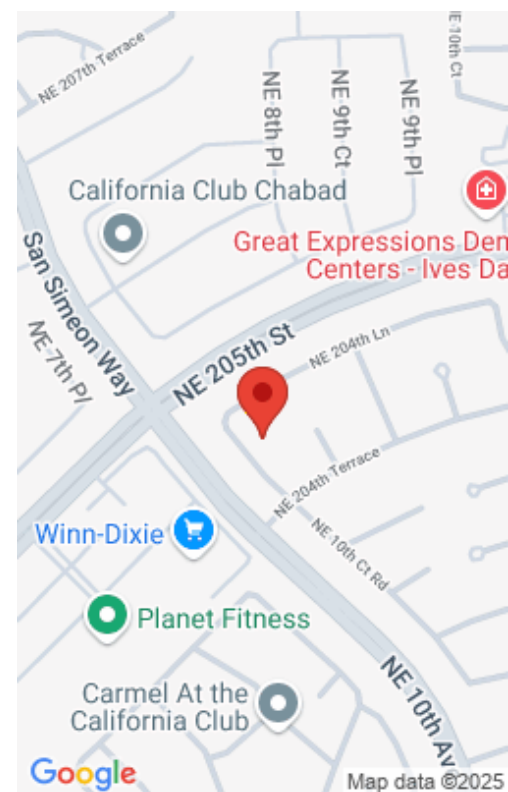 NE 207th Terrace
NE 8th Pl
NE 9th Ct
NE 9th Pl
NE 10th Ct
California Club Chabad
Great Expressions Den
Centers - Ives Da
San Simeon Way
NE 7th Pl
NE 205th St
NE 204th Ln
NE 204th Terrace
NE 10th Ct Rd
Winn-Dixie
Planet Fitness
Carmel At the
California Club
NE 10th Av
Google
Map data ©2025